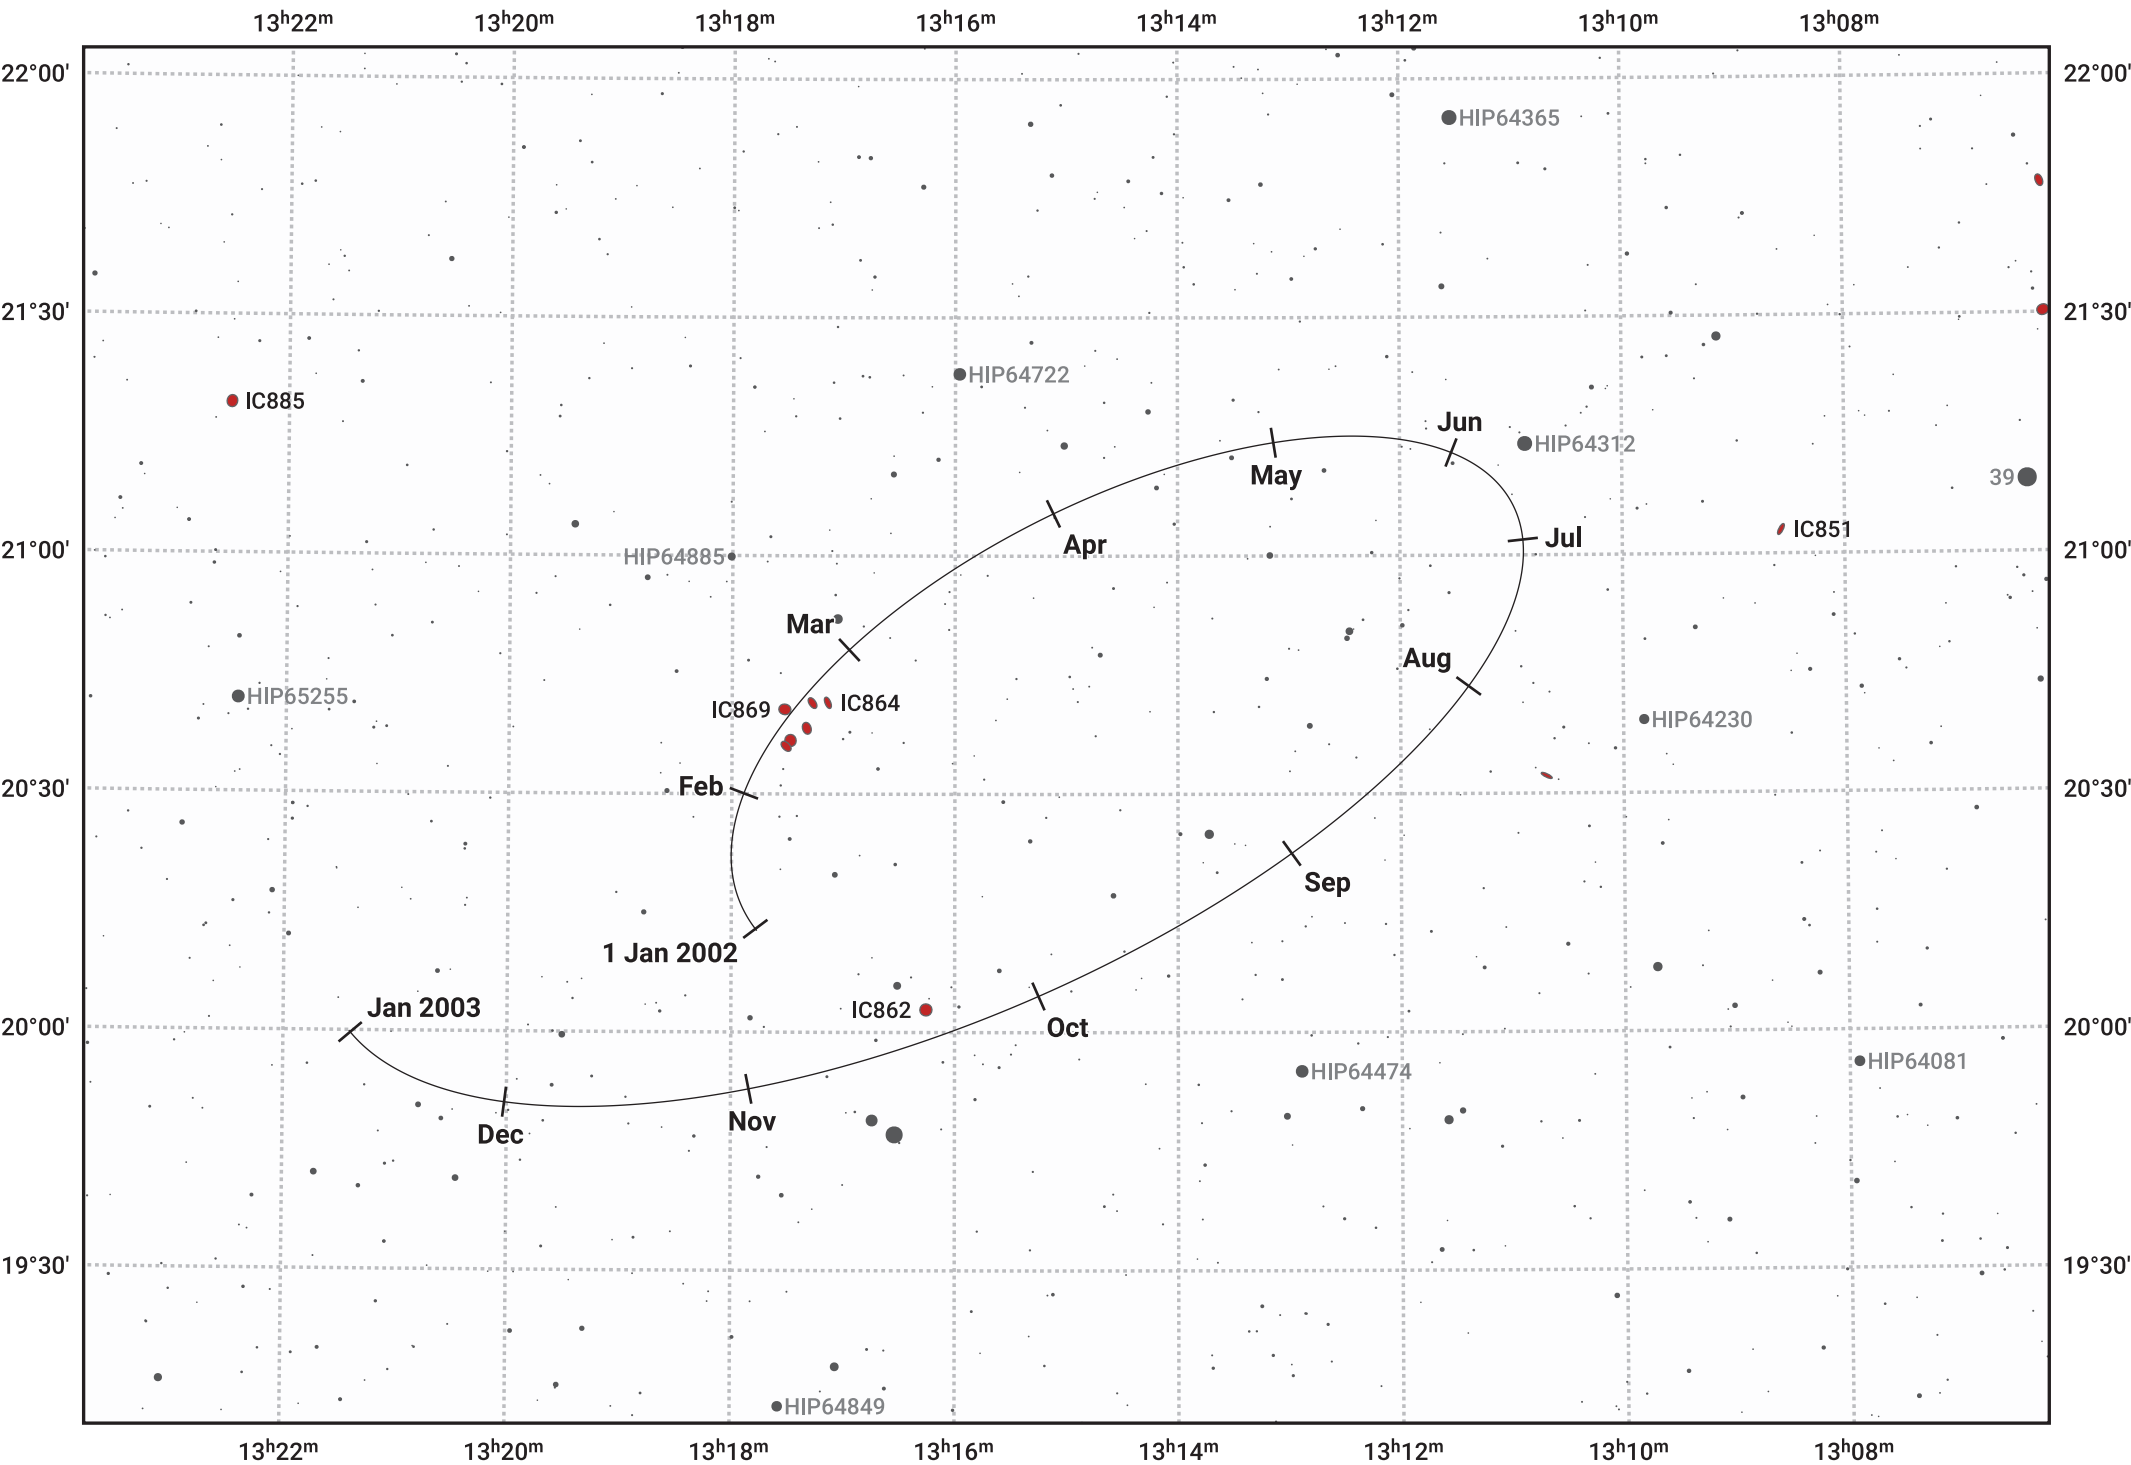 13ʰ22ᵐ 13ʰ20ᵐ 13ʰ18ᵐ 13ʰ16ᵐ 13ʰ14ᵐ 13ʰ12ᵐ 13ʰ10ᵐ 13ʰ08ᵐ
22°00' 22°00'
HIP64365
21°30' 21°30'
HIP64722
IC885
Jun
HIP64312
May
39
IC851
Jul
Apr
21°00' 21°00'
HIP64885
Mar
Aug
HIP65255
IC864
IC869
HIP64230
Feb
20°30' 20°30'
Sep
1 Jan 2002
Jan 2003
IC862
20°00' 20°00'
Oct
HIP64081
HIP64474
Nov
Dec
19°30' 19°30'
HIP64849
13ʰ22ᵐ 13ʰ20ᵐ 13ʰ18ᵐ 13ʰ16ᵐ 13ʰ14ᵐ 13ʰ12ᵐ 13ʰ10ᵐ 13ʰ08ᵐ